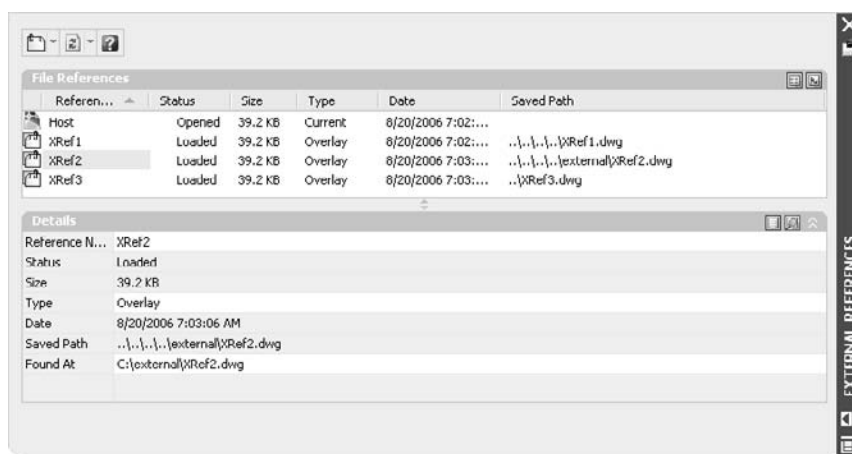 File References
Referen... Status Size Type Date Saved Path
Host Opened 39.2 KB Current 8/20/2006 7:02:...
XRef1 Loaded 39.2 KB Overlay 8/20/2006 7:02:... ..\..\..\..\XRef1.dwg
XRef2 Loaded 39.2 KB Overlay 8/20/2006 7:03:... ..\..\..\..\external\XRef2.dwg
XRef3 Loaded 39.2 KB Overlay 8/20/2006 7:03:... ..\XRef3.dwg
Details
Reference N... XRef2
Status Loaded
Size 39.2 KB
Type Overlay
Date 8/20/2006 7:03:06 AM
Saved Path ..\..\..\..\external\XRef2.dwg
Found At C:\external\XRef2.dwg
EXTERNAL REFERENCES